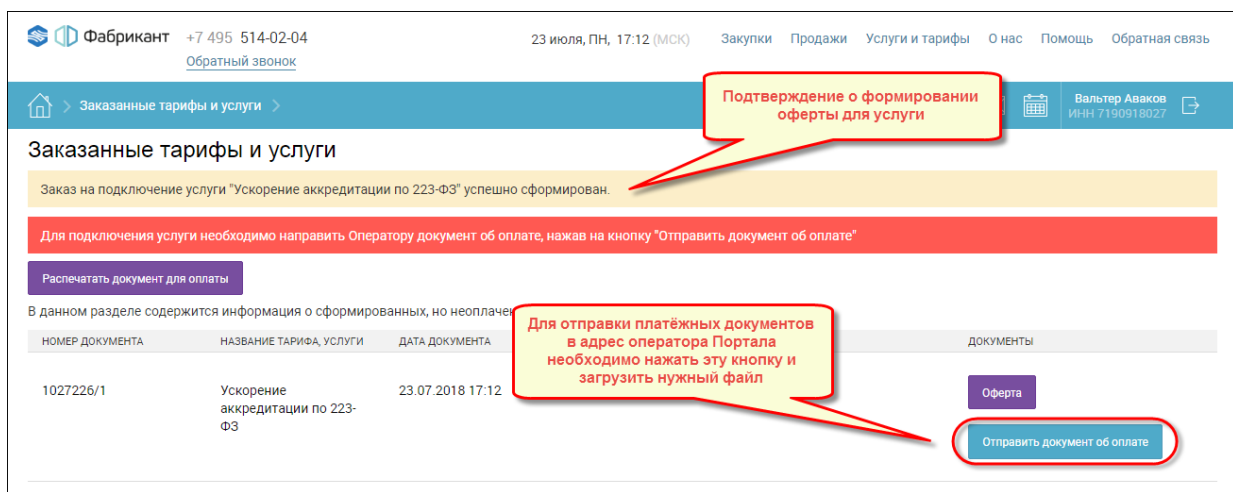 Фабрикант +7 495 514-02-04 23 июля, ПН, 17:12 (МСК) Закупки Продажи Услуги и тарифы О нас Помощь Обратная связь
Обратный звонок
Заказанные тарифы и услуги
Вальтер Аваков
ИНН 7190918027
Подтверждение о формировании
оферты для услуги
Заказанные тарифы и услуги
Заказ на подключение услуги "Ускорение аккредитации по 223-ФЗ" успешно сформирован.
Для подключения услуги необходимо направить Оператору документ об оплате, нажав на кнопку "Отправить документ об оплате"
Распечатать документ для оплаты
В данном разделе содержится информация о сформированных, но
Для отправки платёжных документов
в адрес оператора Портала
необходимо нажать эту кнопку и
загрузить нужный файл
НОМЕР ДОКУМЕНТА НАЗВАНИЕ ТАРИФА, УСЛУГИ ДАТА ДОКУМЕНТА ДОКУМЕНТЫ
1027226/1 Ускорение 23.07.2018 17:12 Оферта
аккредитации по 223-
ФЗ
Отправить документ об оплате